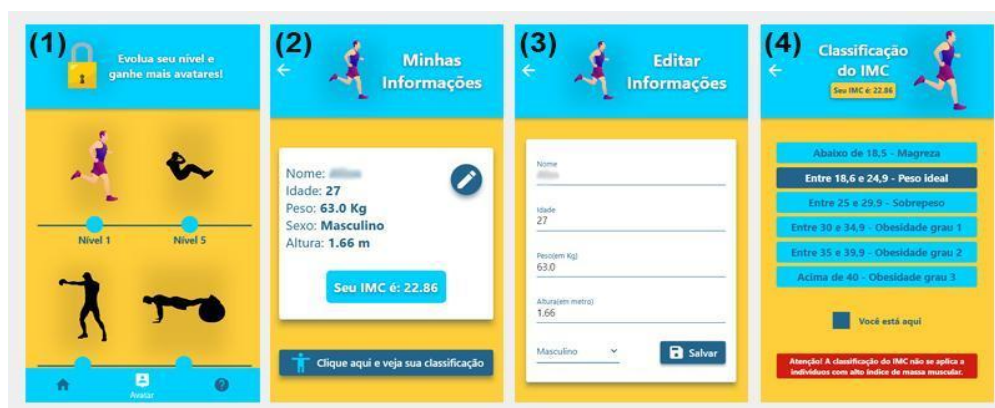 (1)
Evolua seu nível e
ganhe mais avatares!
Nível 1 Nível 5
Avatar
(2)
Minhas
Informações
Nome:
Idade: 27
Peso: 63.0 Kg
Sexo: Masculino
Altura: 1.66 m
Seu IMC é: 22.86
Clique aqui e veja sua classificação
(3)
Editar
Informações
Nome
Idade
27
Peso(em Kg)
63.0
Altura(em metro)
1.66
Masculino
Salvar
(4)
Classificação
do IMC
Seu IMC é: 22.86
Abaixo de 18,5 - Magreza
Entre 18,6 e 24,9 - Peso ideal
Entre 25 e 29.9 - Sobrepeso
Entre 30 e 34,9 - Obesidade grau 1
Entre 35 e 39,9 - Obesidade grau 2
Acima de 40 - Obesidade grau 3
Você está aqui
Atenção! A classificação do IMC não se aplica a
indivíduos com alto índice de massa muscular.